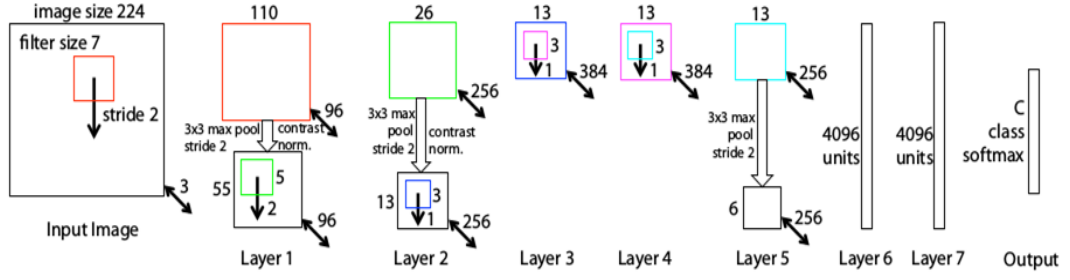 image size 224
filter size 7
stride 2
3
Input Image
110
96
3x3 max pool
stride 2
contrast
norm.
55
5
2
96
Layer 1
26
256
3x3 max
pool
stride 2
contrast
norm.
13
3
1
256
Layer 2
13
3
1
384
Layer 3
13
3
1
384
Layer 4
13
256
3x3 max
pool
stride 2
6
256
Layer 5
4096
units
Layer 6
4096
units
Layer 7
C
class
softmax
Output